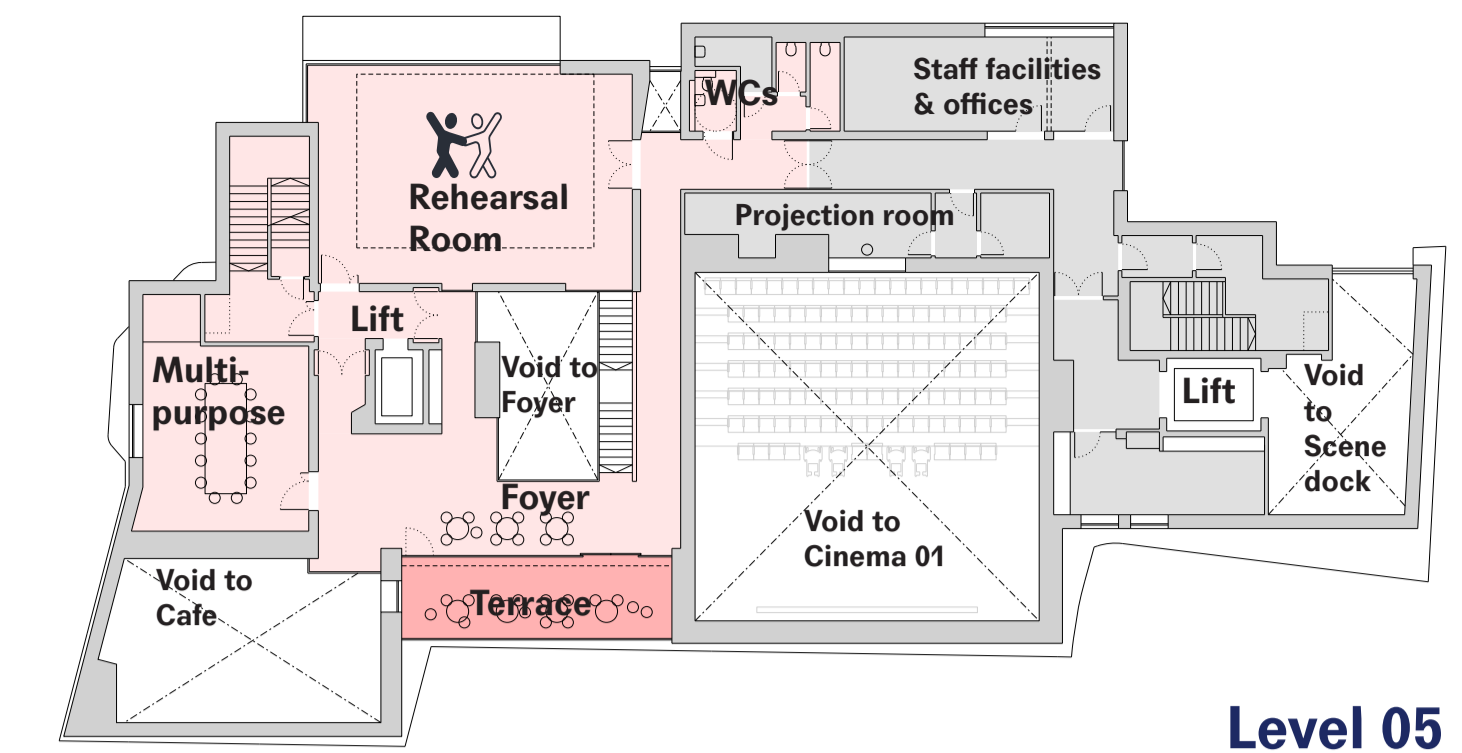 Staff facilities
& offices
WCs
Rehearsal
Room
Projection room
Lift
Multi-
purpose
Void to
Foyer
Lift
Void
to
Scene
dock
Foyer
Void to
Cinema 01
Void to
Cafe
Terrace
Level 05